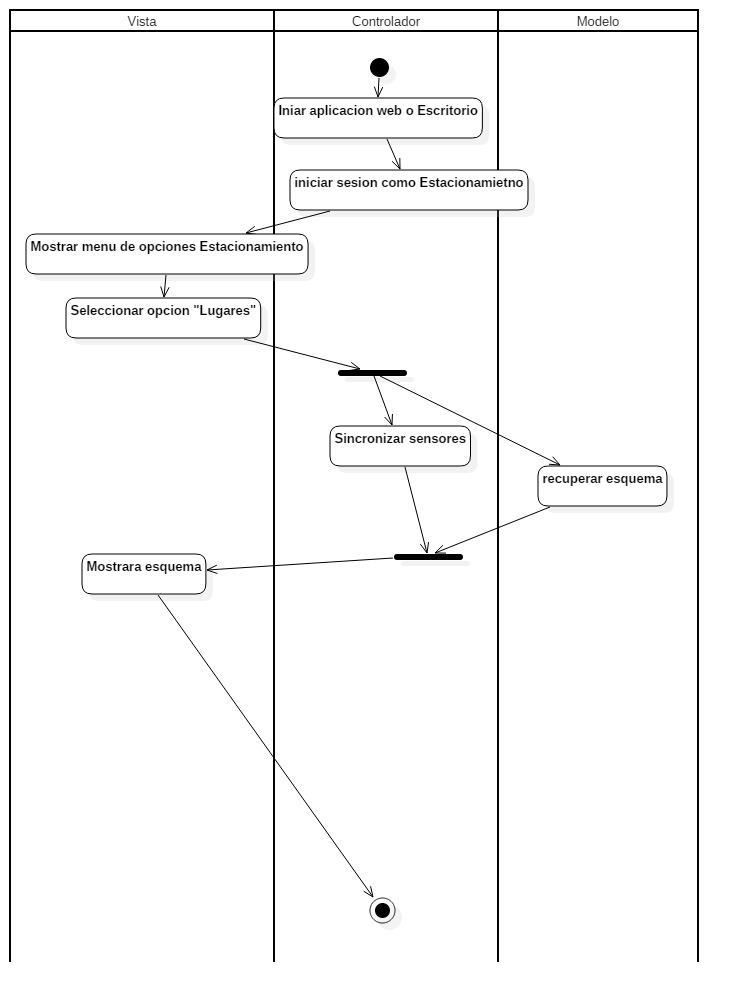 Vista
Controlador
Modelo
Iniar aplicacion web o Escritorio
iniciar sesion como Estacionamietno
Mostrar menu de opciones Estacionamiento
Seleccionar opcion "Lugares"
Sincronizar sensores
recuperar esquema
Mostrara esquema